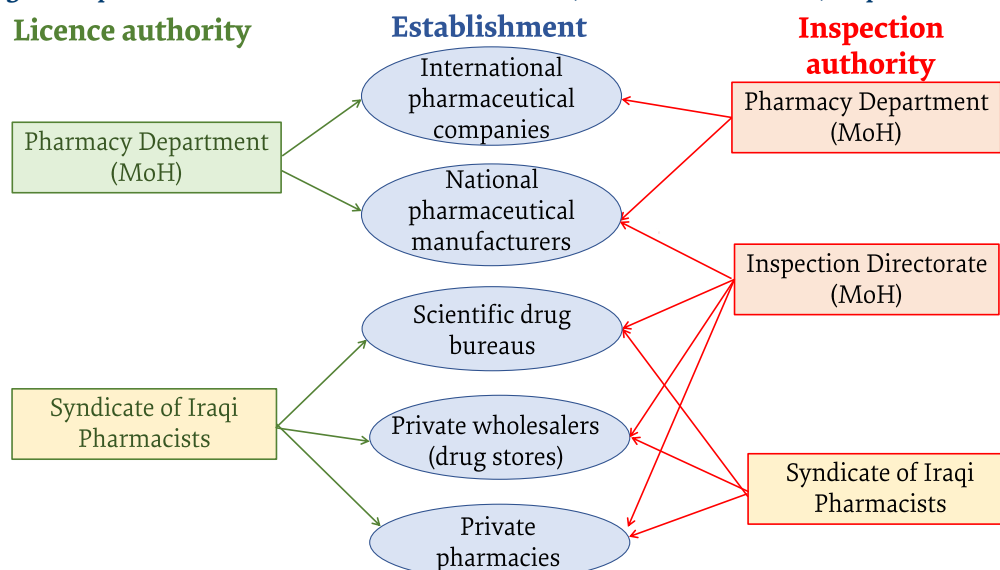 Licence authority
Establishment
Inspection
authority
Pharmacy Department
(MoH)
Syndicate of Iraqi
Pharmacists
International
pharmaceutical
companies
National
pharmaceutical
manufacturers
Scientific drug
bureaus
Private wholesalers
(drug stores)
Private
pharmacies
Pharmacy Department
(MoH)
Inspection Directorate
(MoH)
Syndicate of Iraqi
Pharmacists